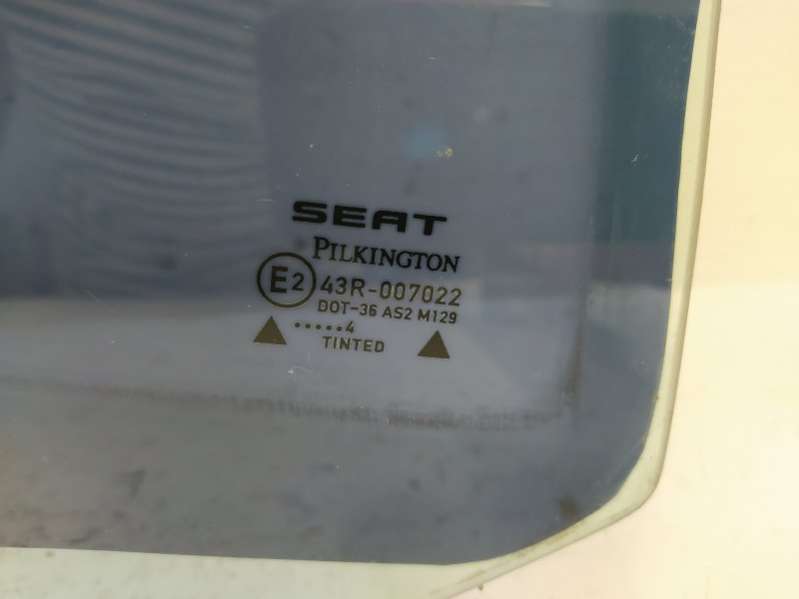 SEAT
PILKINGTON
E2 43R-007022
DOT-36 AS2 M129
.....4
TINTED